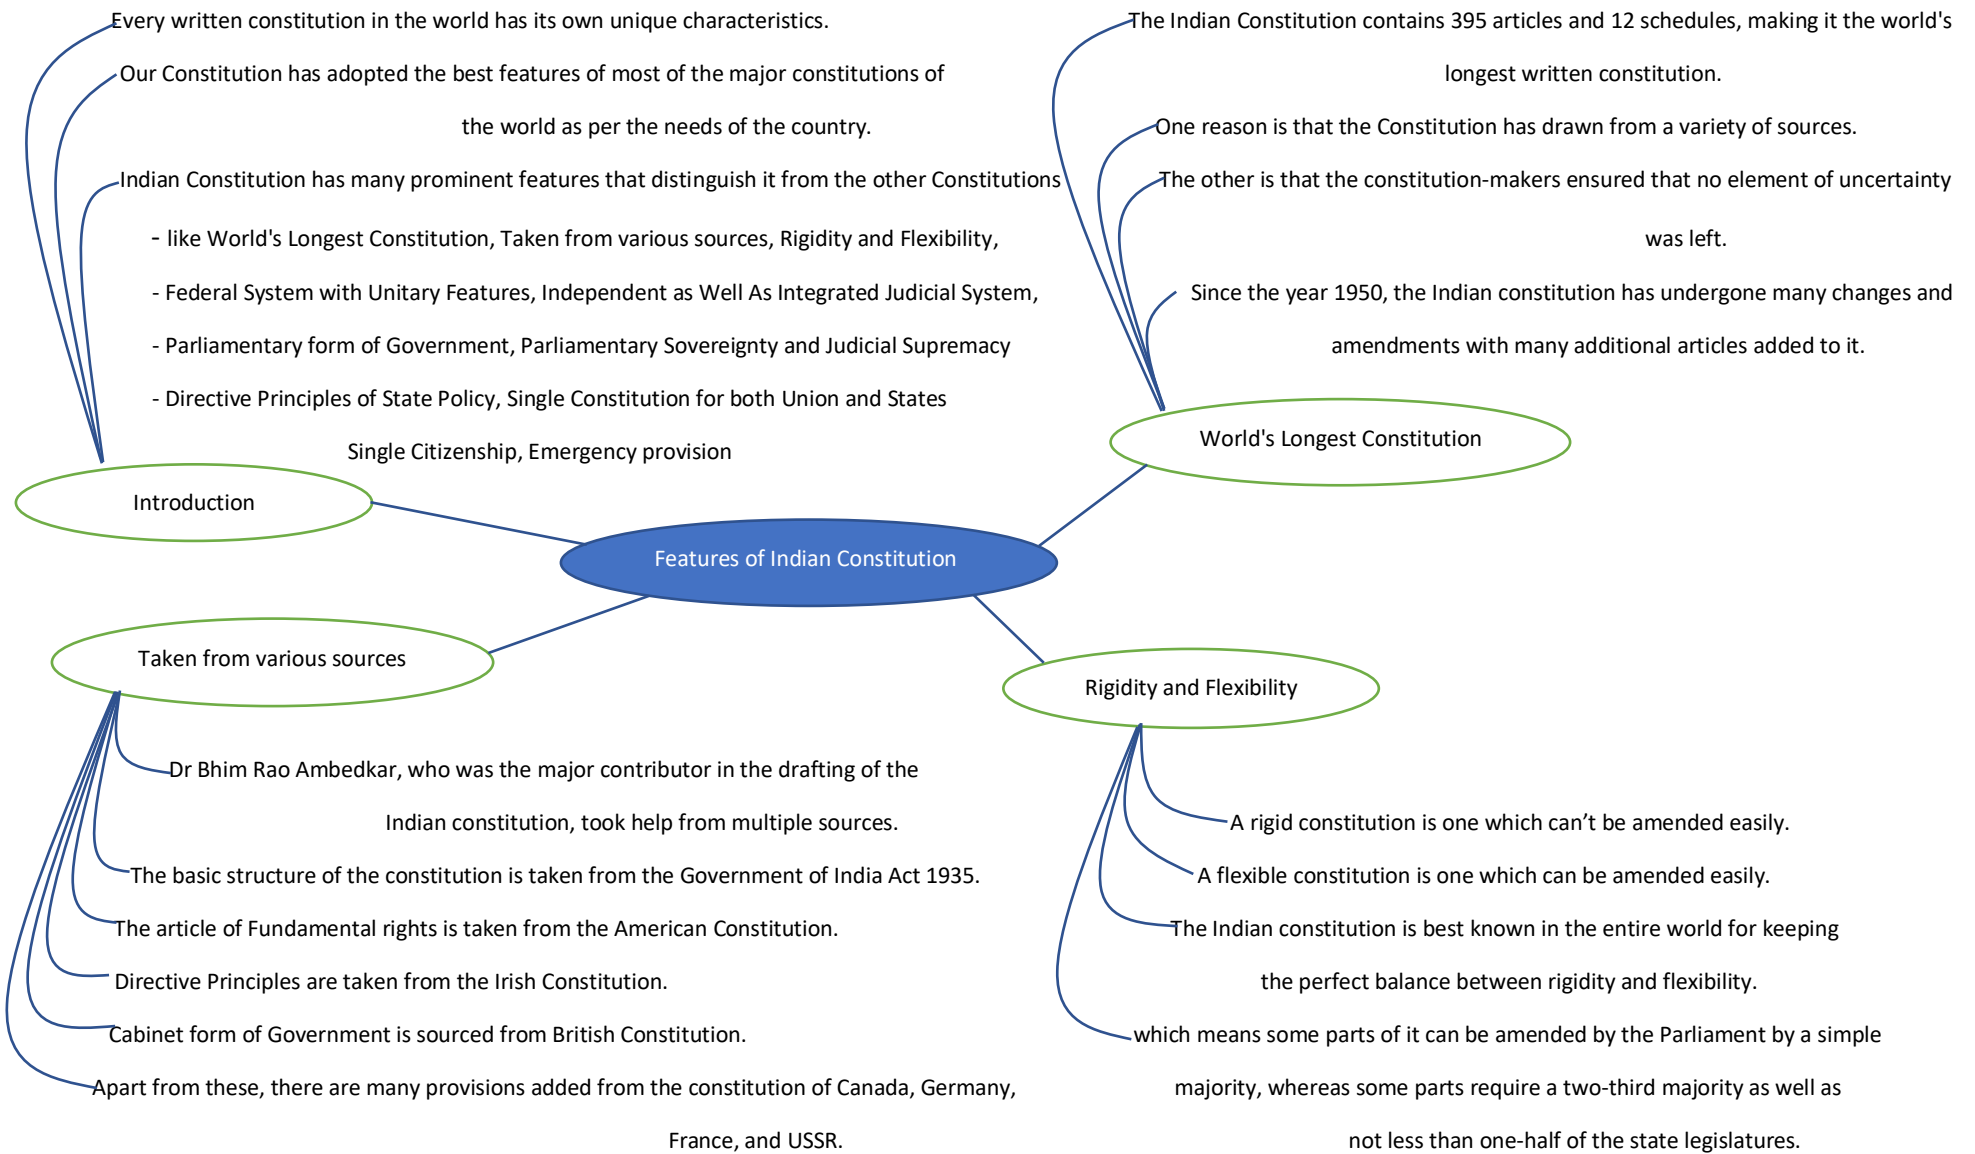 Every written constitution in the world has its own unique characteristics.
Our Constitution has adopted the best features of most of the major constitutions of
the world as per the needs of the country.
Indian Constitution has many prominent features that distinguish it from the other Constitutions
- like World's Longest Constitution, Taken from various sources, Rigidity and Flexibility,
- Federal System with Unitary Features, Independent as Well As Integrated Judicial System,
- Parliamentary form of Government, Parliamentary Sovereignty and Judicial Supremacy
- Directive Principles of State Policy, Single Constitution for both Union and States
Single Citizenship, Emergency provision
Introduction
The Indian Constitution contains 395 articles and 12 schedules, making it the world's
longest written constitution.
One reason is that the Constitution has drawn from a variety of sources.
The other is that the constitution-makers ensured that no element of uncertainty
was left.
Since the year 1950, the Indian constitution has undergone many changes and
amendments with many additional articles added to it.
World's Longest Constitution
Features of Indian Constitution
Taken from various sources
Dr Bhim Rao Ambedkar, who was the major contributor in the drafting of the
Indian constitution, took help from multiple sources.
The basic structure of the constitution is taken from the Government of India Act 1935.
The article of Fundamental rights is taken from the American Constitution.
Directive Principles are taken from the Irish Constitution.
Cabinet form of Government is sourced from British Constitution.
Apart from these, there are many provisions added from the constitution of Canada, Germany,
France, and USSR.
Rigidity and Flexibility
A rigid constitution is one which can’t be amended easily.
A flexible constitution is one which can be amended easily.
The Indian constitution is best known in the entire world for keeping
the perfect balance between rigidity and flexibility.
which means some parts of it can be amended by the Parliament by a simple
majority, whereas some parts require a two-third majority as well as
not less than one-half of the state legislatures.